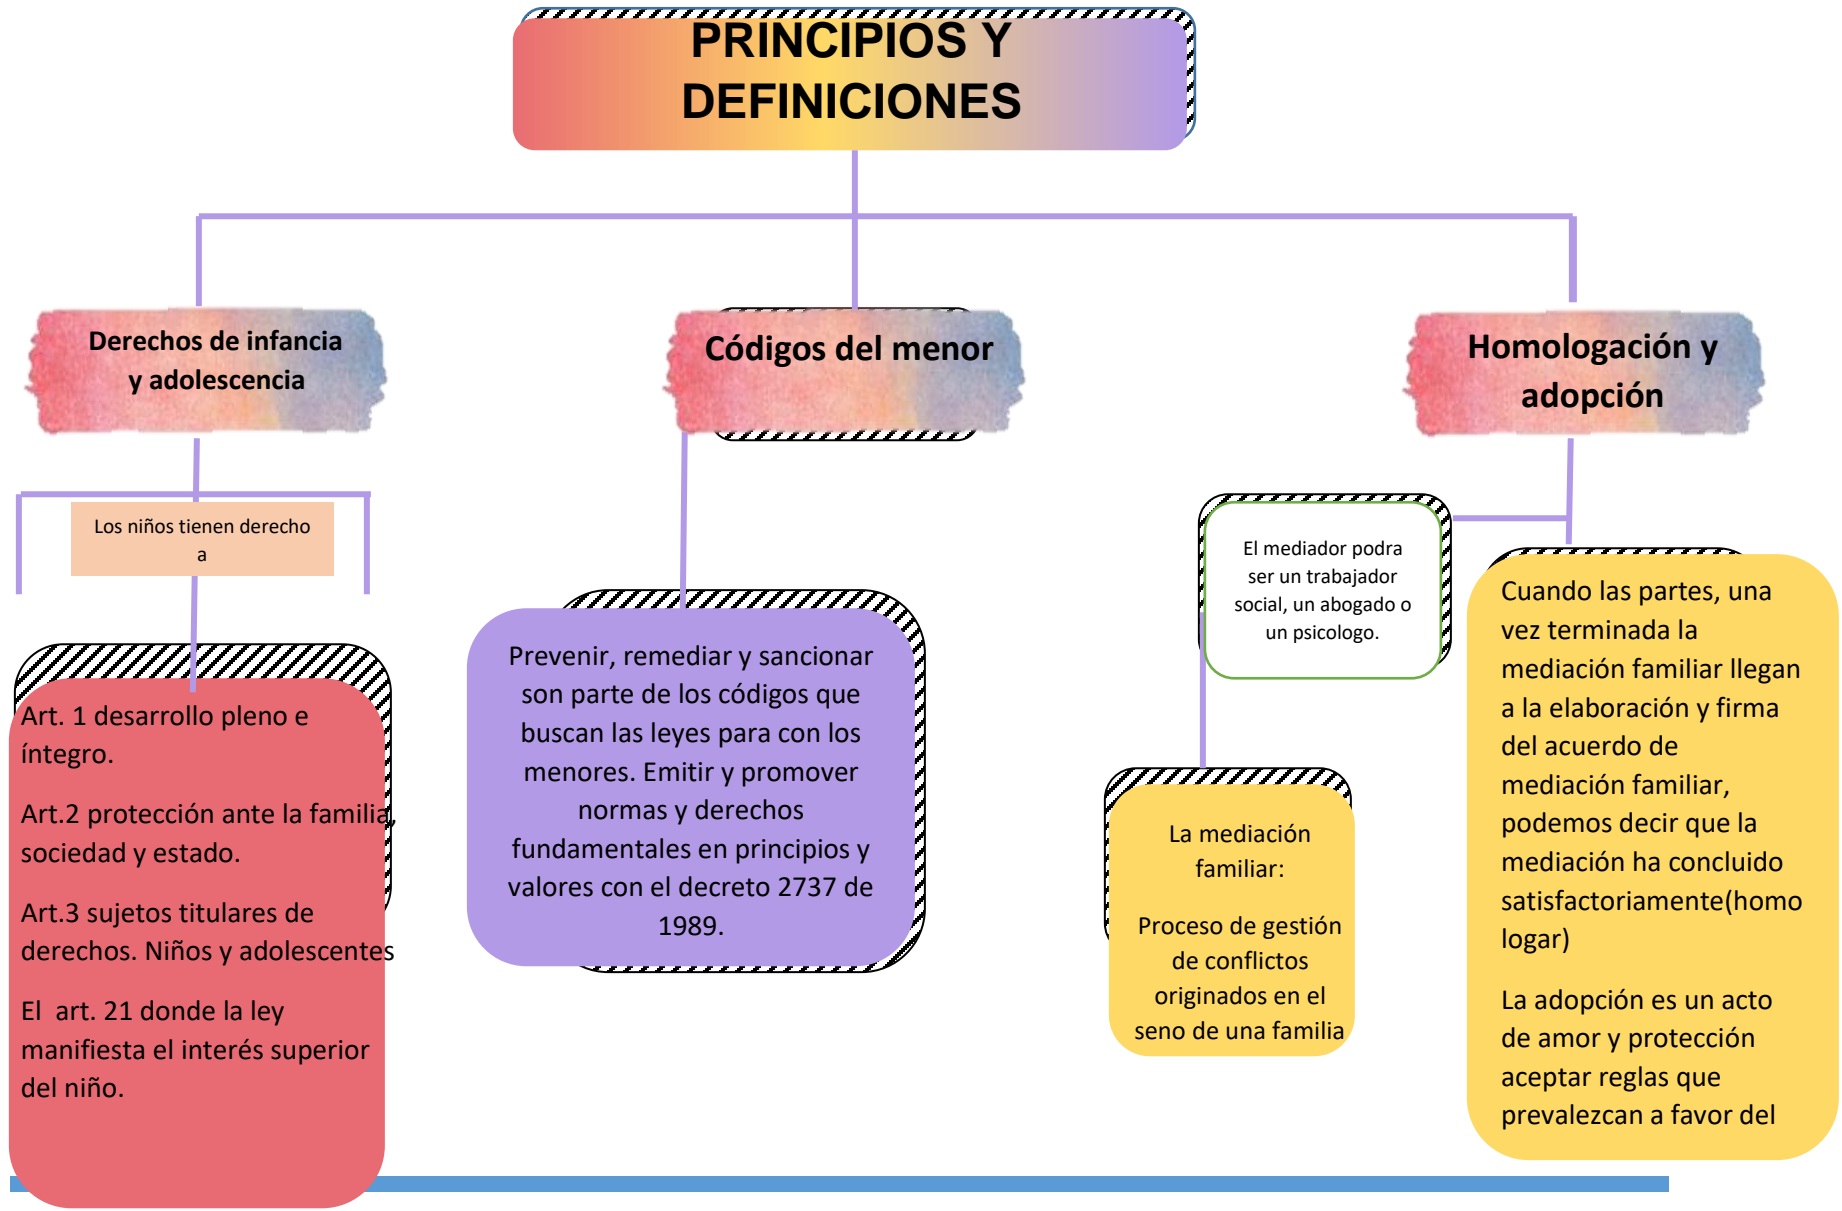 PRINCIPIOS Y
DEFINICIONES
Derechos de infancia
y adolescencia
Los niños tienen derecho
a
Art. 1 desarrollo pleno e
íntegro.
Art.2 protección ante la familia,
sociedad y estado.
Art.3 sujetos titulares de
derechos. Niños y adolescentes
El  art. 21 donde la ley
manifiesta el interés superior
del niño.
Códigos del menor
Prevenir, remediar y sancionar
son parte de los códigos que
buscan las leyes para con los
menores. Emitir y promover
normas y derechos
fundamentales en principios y
valores con el decreto 2737 de
1989.
Homologación y
adopción
El mediador podra
ser un trabajador
social, un abogado o
un psicologo.
La mediación
familiar:
Proceso de gestión
de conflictos
originados en el
seno de una familia
Cuando las partes, una
vez terminada la
mediación familiar llegan
a la elaboración y firma
del acuerdo de
mediación familiar,
podemos decir que la
mediación ha concluido
satisfactoriamente(homo
logar)
La adopción es un acto
de amor y protección
aceptar reglas que
prevalezcan a favor del